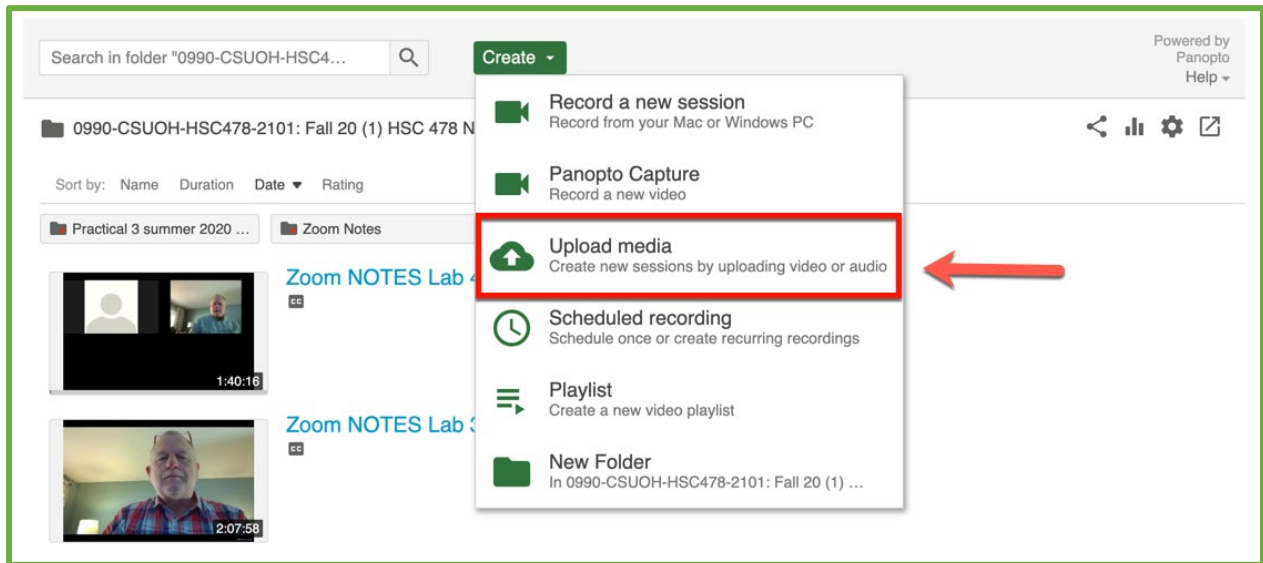 Search in folder "0990-CSUOH-HSC4...
Create
Powered by
Panopto
Help
Record a new session
Record from your Mac or Windows PC
0990-CSUOH-HSC478-2101: Fall 20 (1) HSC 478 N
Panopto Capture
Record a new video
Sort by: Name Duration Date Rating
Practical 3 summer 2020 ...
Zoom Notes
Upload media
Create new sessions by uploading video or audio
Zoom NOTES Lab 4
CC
1:40:16
Scheduled recording
Schedule once or create recurring recordings
Playlist
Create a new video playlist
Zoom NOTES Lab 3
CC
2:07:58
New Folder
In 0990-CSUOH-HSC478-2101: Fall 20 (1) ...